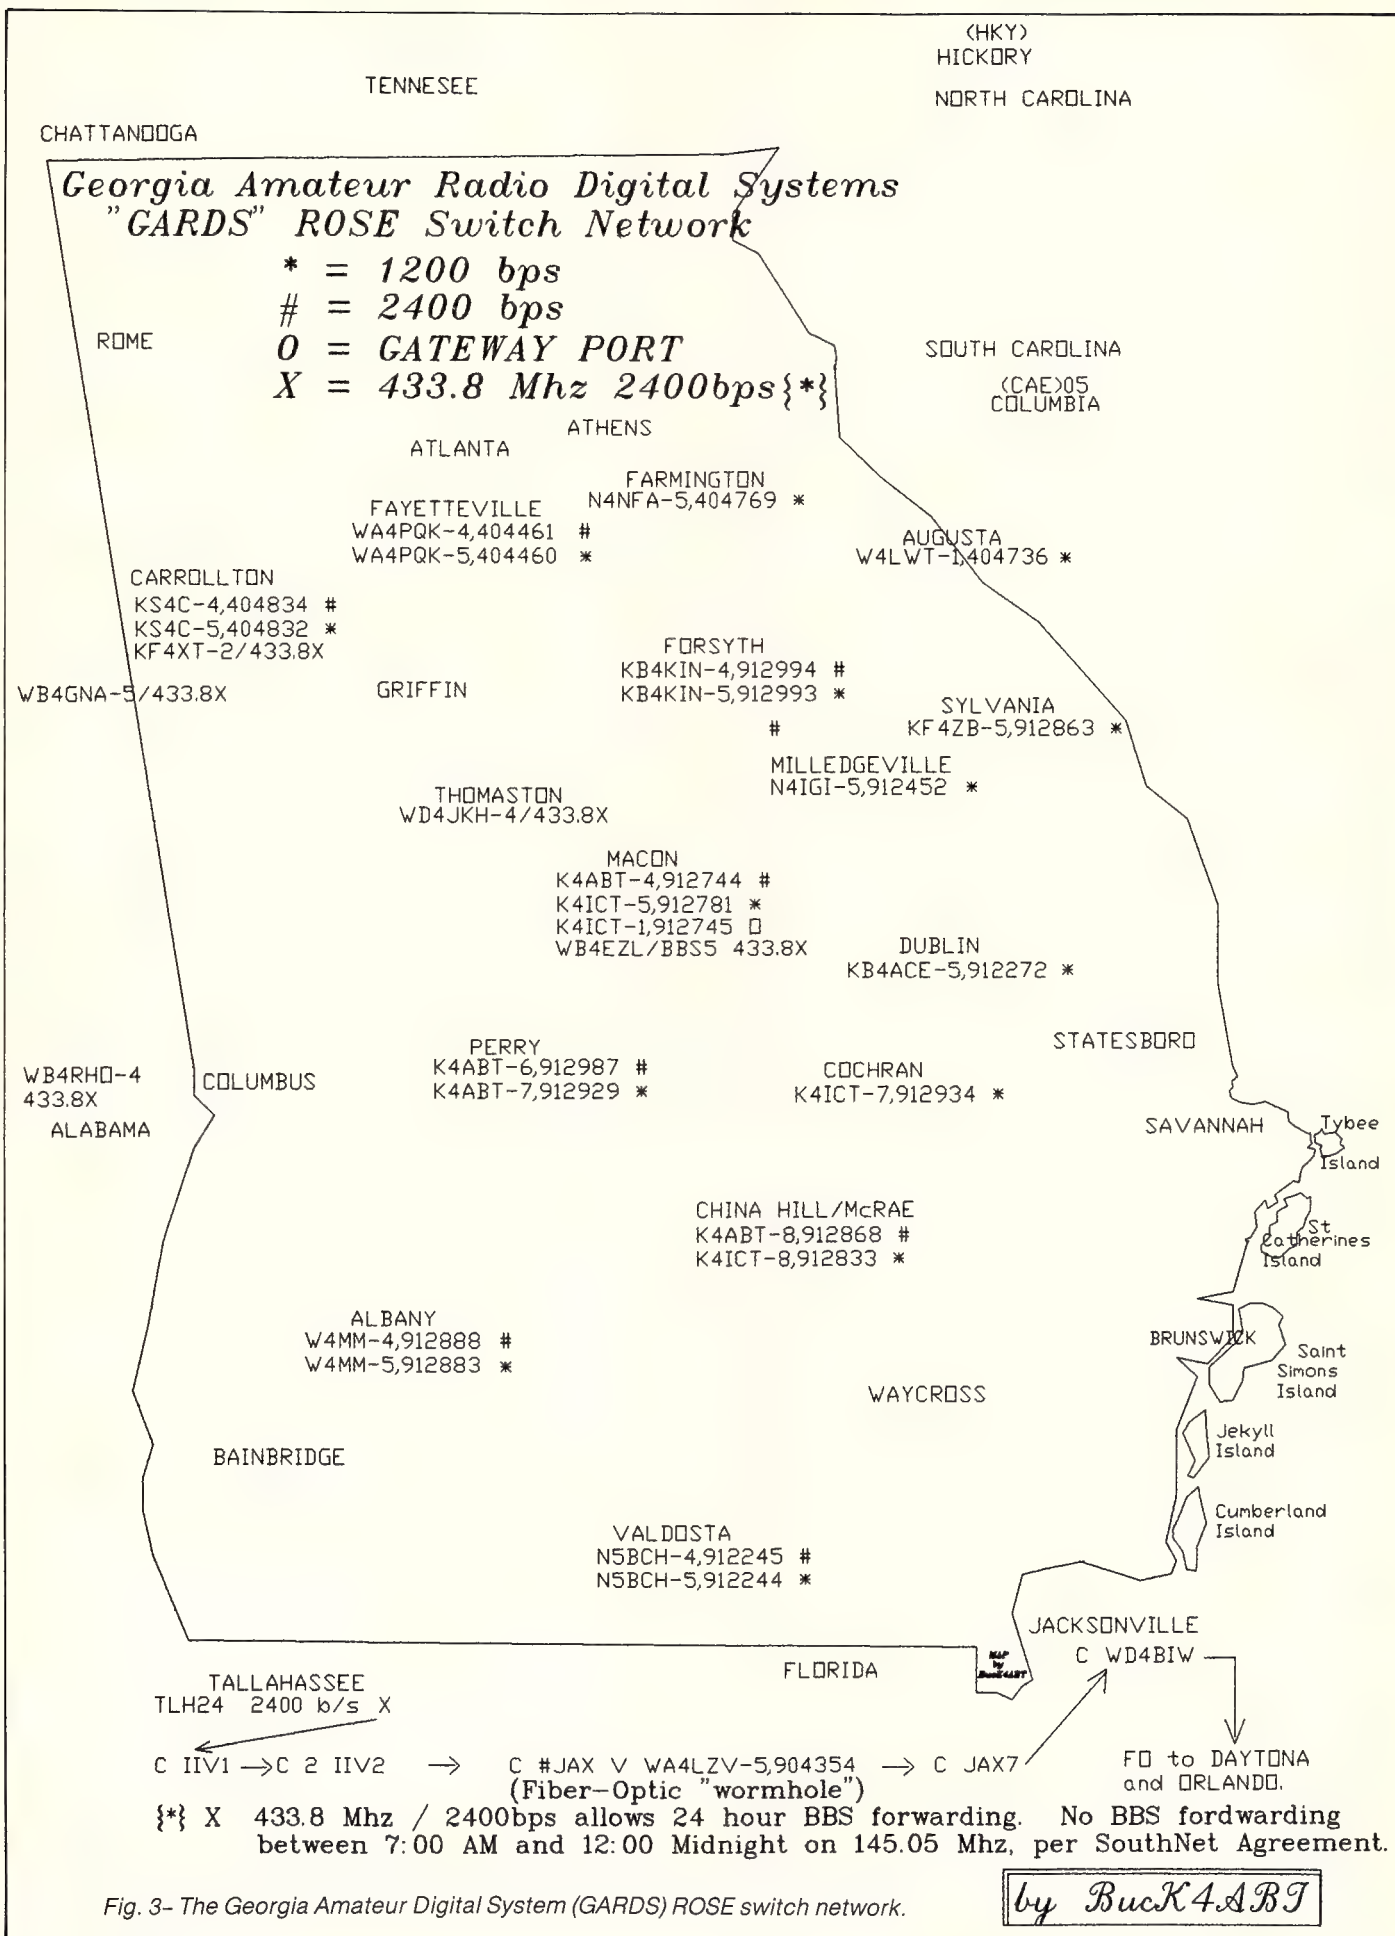 (HKY)
HICKORY
TENNESEE
NORTH CAROLINA
CHATTANOOGA
Georgia Amateur Radio Digital Systems
"GARDS" ROSE Switch Network
* = 1200 bps
# = 2400 bps
0 = GATEWAY PORT
X = 433.8 Mhz 2400bps{*}
ROME
SOUTH CAROLINA
(CAE)05
COLUMBIA
ATHENS
ATLANTA
FARMINGTON
N4NFA-5,404769 *
FAYETTEVILLE
WA4PQK-4,404461 #
WA4PQK-5,404460 *
AUGUSTA
W4LWT-1,404736 *
CARROLLTON
KS4C-4,404834 #
KS4C-5,404832 *
KF4XT-2/433.8X
FORSYTH
KB4KIN-4,912994 #
KB4KIN-5,912993 *
#
WB4GNA-5/433.8X
GRIFFIN
SYLVANIA
KF4ZB-5,912863 *
MILLEDGEVILLE
N4IGI-5,912452 *
THOMASTON
WD4JKH-4/433.8X
MACON
K4ABT-4,912744 #
K4ICT-5,912781 *
K4ICT-1,912745 0
WB4EZL/BBS5 433.8X
DUBLIN
KB4ACE-5,912272 *
STATESBORO
PERRY
K4ABT-6,912987 #
K4ABT-7,912929 *
COCHRAN
K4ICT-7,912934 *
WB4RHO-4
433.8X
COLUMBUS
ALABAMA
SAVANNAH
Tybee
Island
CHINA HILL/McRAE
K4ABT-8,912868 #
K4ICT-8,912833 *
St
Catherines
Island
ALBANY
W4MM-4,912888 #
W4MM-5,912883 *
BRUNSWICK
Saint
Simons
Island
WAYCROSS
Jekyll
Island
BAINBRIDGE
Cumberland
Island
VALDOSTA
N5BCH-4,912245 #
N5BCH-5,912244 *
JACKSONVILLE
C WD4BIW
MAP
by
BucK4ABT
FLORIDA
TALLAHASSEE
TLH24 2400 b/s X
C IIV1 → C 2 IIV2 → C #JAX V WA4LZV-5,904354 → C JAX7
(Fiber-Optic "wormhole")
FO to DAYTONA
and ORLANDO.
{*} X 433.8 Mhz / 2400bps allows 24 hour BBS forwarding. No BBS fordwarding
between 7:00 AM and 12:00 Midnight on 145.05 Mhz, per SouthNet Agreement.
Fig. 3– The Georgia Amateur Digital System (GARDS) ROSE switch network.
by BucK4ABT